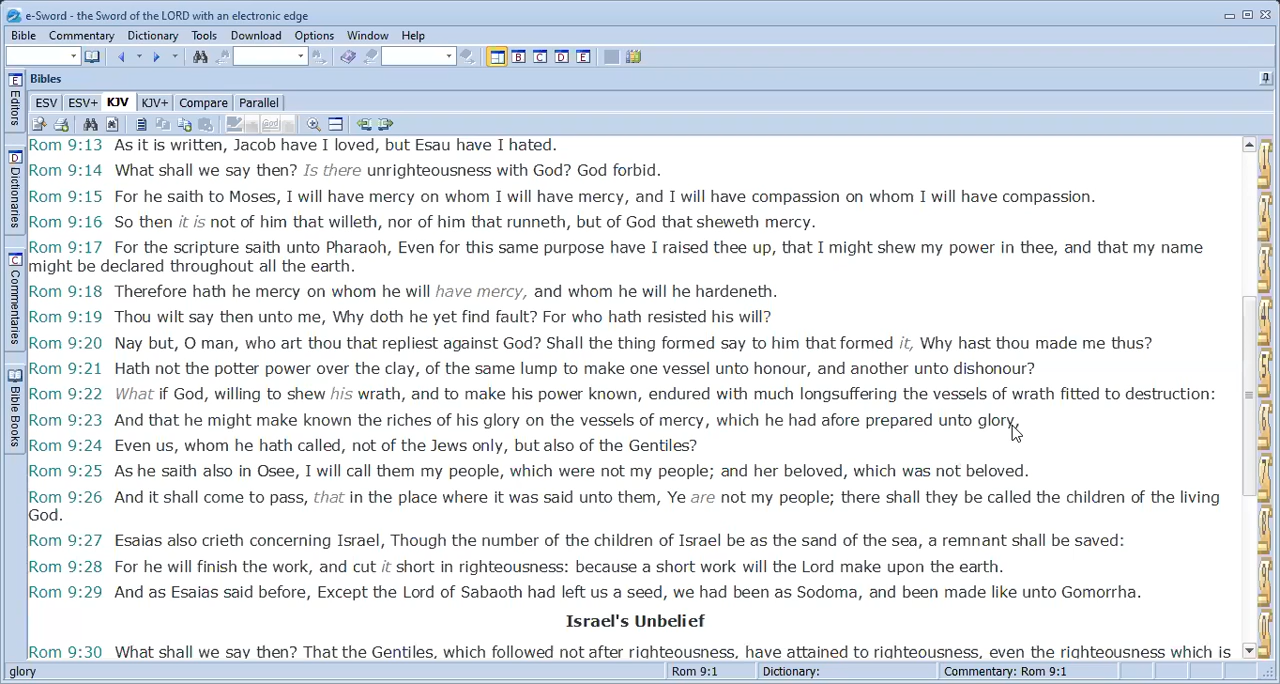 e-Sword - the Sword of the LORD with an electronic edge
Bible Commentary Dictionary Tools Download Options Window Help
B C D E
Bibles
ESV ESV+ KJV KJV+ Compare Parallel
E Editors
D Dictionaries
C Commentaries
Bible Books
God
Rom 9:13 As it is written, Jacob have I loved, but Esau have I hated.
Rom 9:14 What shall we say then? Is there unrighteousness with God? God forbid.
Rom 9:15 For he saith to Moses, I will have mercy on whom I will have mercy, and I will have compassion on whom I will have compassion.
Rom 9:16 So then it is not of him that willeth, nor of him that runneth, but of God that sheweth mercy.
Rom 9:17 For the scripture saith unto Pharaoh, Even for this same purpose have I raised thee up, that I might shew my power in thee, and that my name
might be declared throughout all the earth.
Rom 9:18 Therefore hath he mercy on whom he will have mercy, and whom he will he hardeneth.
Rom 9:19 Thou wilt say then unto me, Why doth he yet find fault? For who hath resisted his will?
Rom 9:20 Nay but, O man, who art thou that repliest against God? Shall the thing formed say to him that formed it, Why hast thou made me thus?
Rom 9:21 Hath not the potter power over the clay, of the same lump to make one vessel unto honour, and another unto dishonour?
Rom 9:22 What if God, willing to shew his wrath, and to make his power known, endured with much longsuffering the vessels of wrath fitted to destruction:
Rom 9:23 And that he might make known the riches of his glory on the vessels of mercy, which he had afore prepared unto glory,
Rom 9:24 Even us, whom he hath called, not of the Jews only, but also of the Gentiles?
Rom 9:25 As he saith also in Osee, I will call them my people, which were not my people; and her beloved, which was not beloved.
Rom 9:26 And it shall come to pass, that in the place where it was said unto them, Ye are not my people; there shall they be called the children of the living
God.
Rom 9:27 Esaias also crieth concerning Israel, Though the number of the children of Israel be as the sand of the sea, a remnant shall be saved:
Rom 9:28 For he will finish the work, and cut it short in righteousness: because a short work will the Lord make upon the earth.
Rom 9:29 And as Esaias said before, Except the Lord of Sabaoth had left us a seed, we had been as Sodoma, and been made like unto Gomorrha.
Israel's Unbelief
Rom 9:30 What shall we say then? That the Gentiles, which followed not after righteousness, have attained to righteousness, even the righteousness which is
1
2
3
4
5
6
7
8
9
0
glory Rom 9:1 Dictionary: Commentary: Rom 9:1